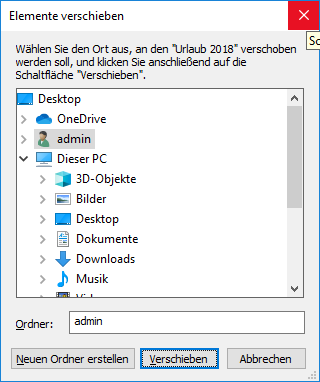 Elemente verschieben
Wählen Sie den Ort aus, an den "Urlaub 2018" verschoben
werden soll, und klicken Sie anschließend auf die
Schaltfläche "Verschieben".
Desktop
OneDrive
admin
Dieser PC
3D-Objekte
Bilder
Desktop
Dokumente
Downloads
Musik
Ordner:
admin
Neuen Ordner erstellen
Verschieben
Abbrechen